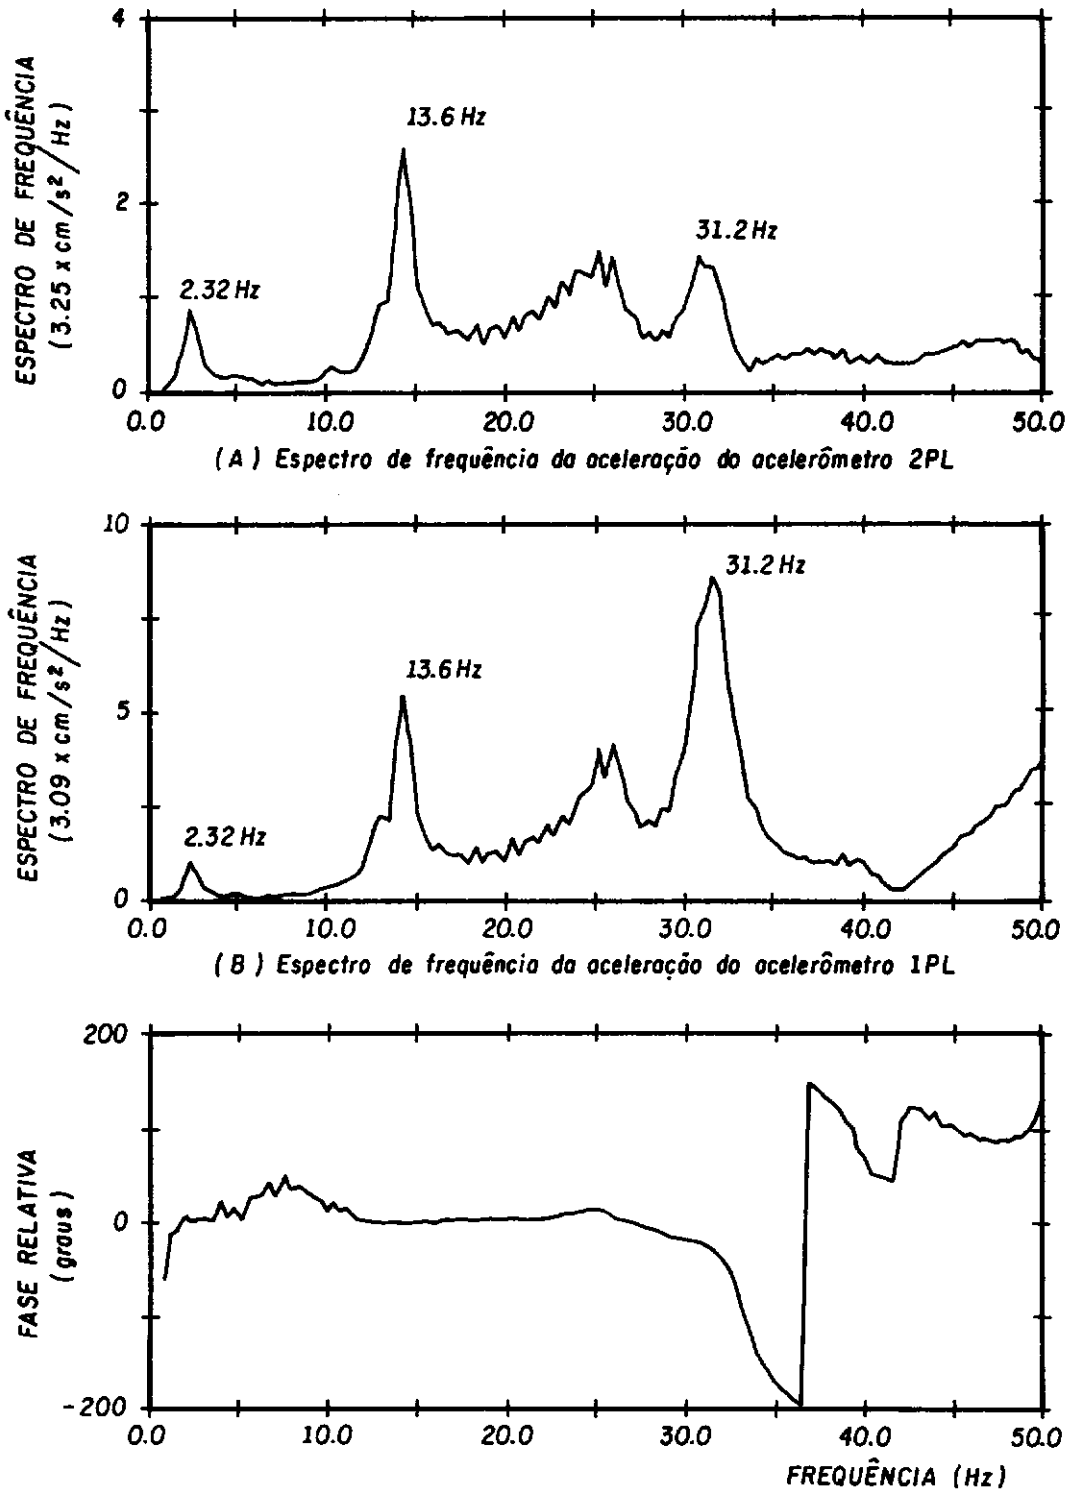 ESPECTRO DE FREQUÊNCIA
(3.25 x cm/s²/Hz)
4
2
0
2.32 Hz
13.6 Hz
31.2 Hz
0.0 10.0 20.0 30.0 40.0 50.0
(A) Espectro de frequência da aceleração do acelerômetro 2PL
ESPECTRO DE FREQUÊNCIA
(3.09 x cm/s²/Hz)
10
5
0
2.32 Hz
13.6 Hz
31.2 Hz
0.0 10.0 20.0 30.0 40.0 50.0
(B) Espectro de frequência da aceleração do acelerômetro 1PL
FASE RELATIVA
(graus)
200
0
-200
0.0 10.0 20.0 30.0 40.0 50.0
FREQUÊNCIA (Hz)